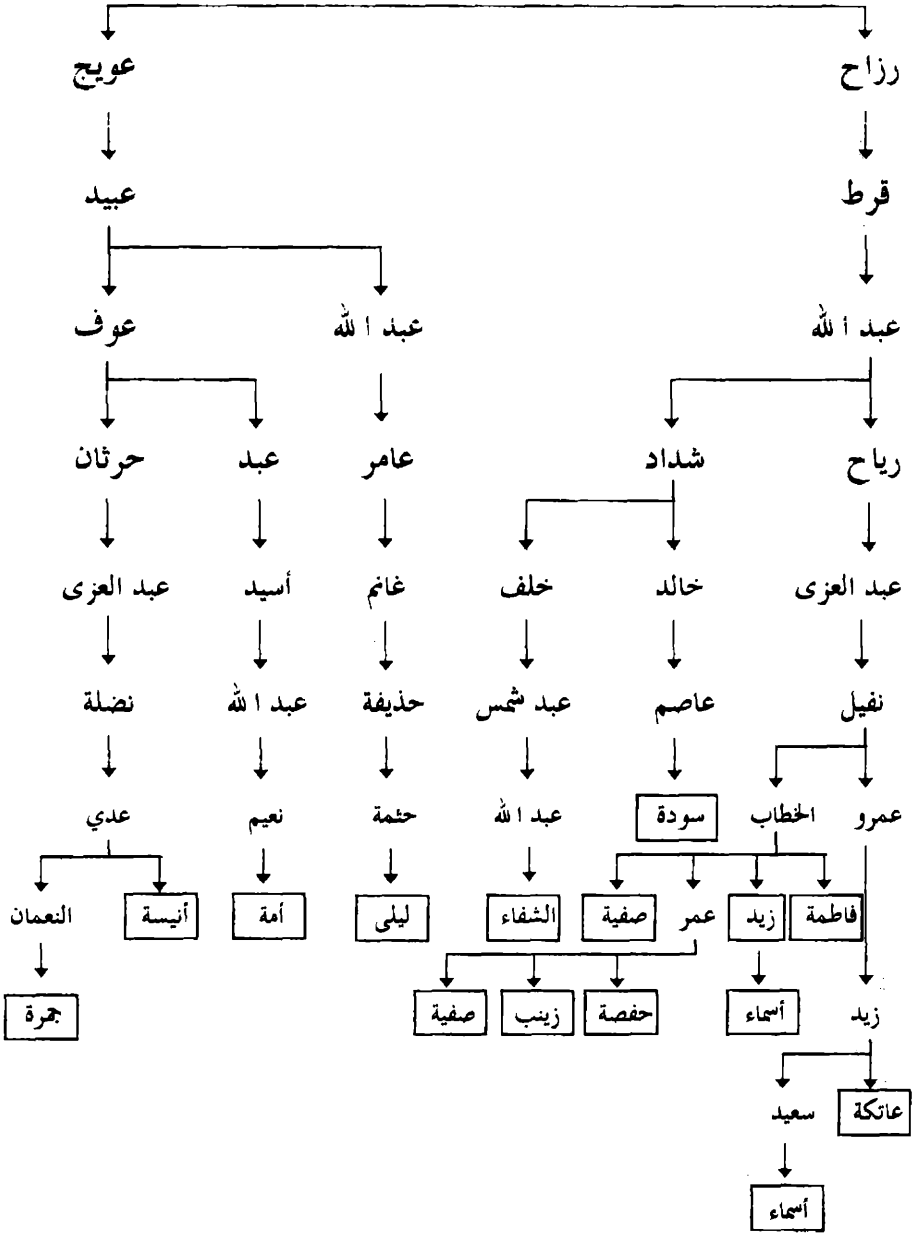 رزاح عويج
قرط عبيد
عبد الله عبد الله عوف
رياح شداد عامر عبد حرثان
عبد العزى خالد خلف غانم أسيد عبد العزى
نفيل عاصم عبد شمس حذيفة عبد الله نضلة
عمرو الخطاب سودة عبد الله حثمة نعيم عدي
فاطمة زيد عمر صفية الشفاء ليلى أمة أنيسة النعمان
زيد أسماء حفصة زينب صفية جمرة
عاتكة سعيد
أسماء